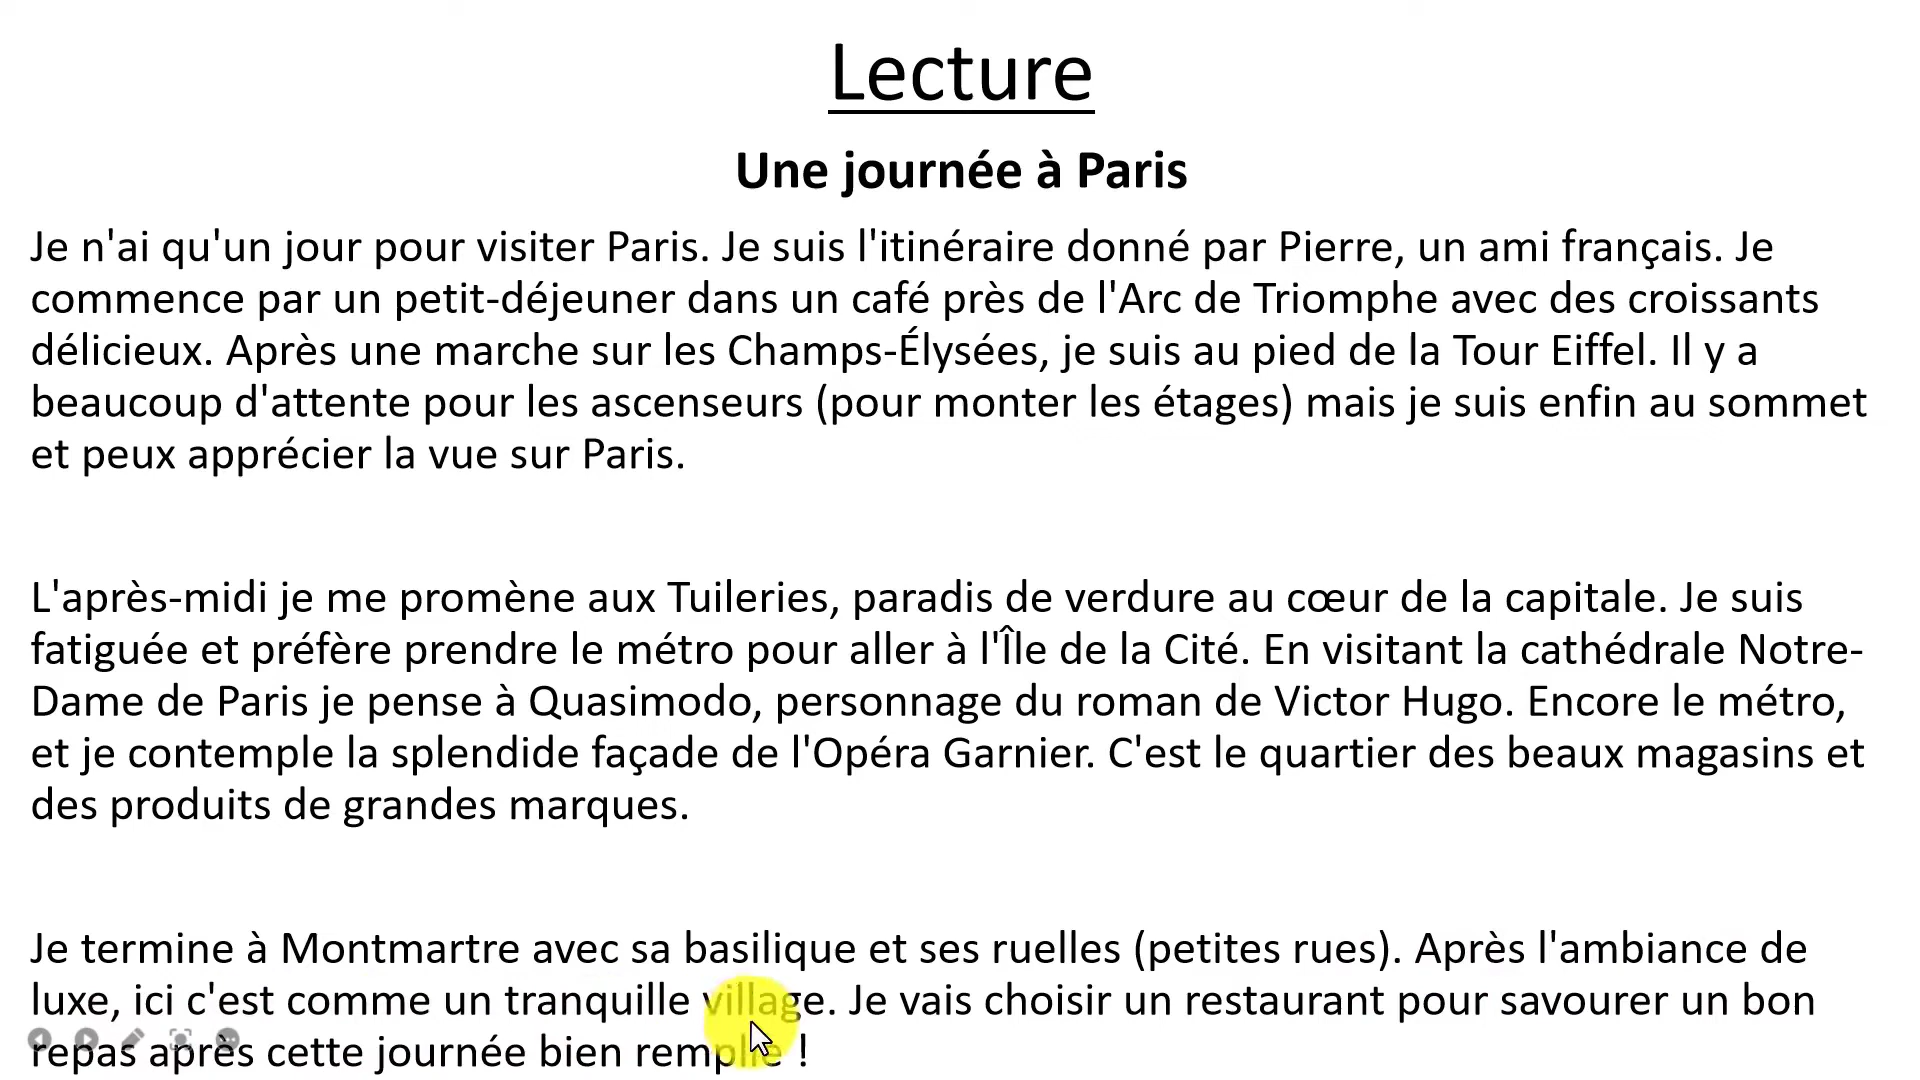 Lecture
Une journée à Paris
Je n'ai qu'un jour pour visiter Paris. Je suis l'itinéraire donné par Pierre, un ami français. Je
commence par un petit-déjeuner dans un café près de l'Arc de Triomphe avec des croissants
délicieux. Après une marche sur les Champs-Élysées, je suis au pied de la Tour Eiffel. Il y a
beaucoup d'attente pour les ascenseurs (pour monter les étages) mais je suis enfin au sommet
et peux apprécier la vue sur Paris.
L'après-midi je me promène aux Tuileries, paradis de verdure au cœur de la capitale. Je suis
fatiguée et préfère prendre le métro pour aller à l'Île de la Cité. En visitant la cathédrale Notre-
Dame de Paris je pense à Quasimodo, personnage du roman de Victor Hugo. Encore le métro,
et je contemple la splendide façade de l'Opéra Garnier. C'est le quartier des beaux magasins et
des produits de grandes marques.
Je termine à Montmartre avec sa basilique et ses ruelles (petites rues). Après l'ambiance de
luxe, ici c'est comme un tranquille village. Je vais choisir un restaurant pour savourer un bon
repas après cette journée bien remplie !